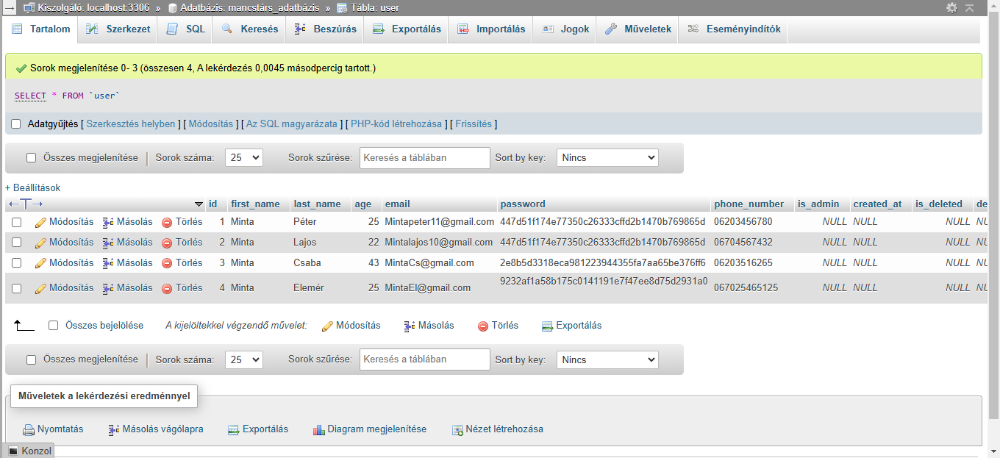 Kiszolgáló: localhost:3306 » Adatbázis: mancstárs_adatbázis » Tábla: user
Tartalom Szerkezet SQL Keresés Beszúrás Exportálás Importálás Jogok Műveletek Eseményindítók
Sorok megjelenítése 0- 3 (összesen 4, A lekérdezés 0,0045 másodpercig tartott.)
SELECT * FROM `user`
Adatgyűjtés [ Szerkesztés helyben ] [ Módosítás ] [ Az SQL magyarázata ] [ PHP-kód létrehozása ] [ Frissítés ]
Összes megjelenítése Sorok száma: 25 Sorok szűrése: Keresés a táblában Sort by key: Nincs
+ Beállítások
←T→ id first_name last_name age email password phone_number is_admin created_at is_deleted de
Módosítás Másolás Törlés 1 Minta Péter 25 Mintapeter11@gmail.com 447d51f174e77350c26333cffd2b1470b769865d 06203456780 NULL NULL NULL NU
Módosítás Másolás Törlés 2 Minta Lajos 22 Mintalajos10@gmail.com 447d51f174e77350c26333cffd2b1470b769865d 06704567432 NULL NULL NULL NU
Módosítás Másolás Törlés 3 Minta Csaba 43 MintaCs@gmail.com 2e8b5d3318eca981223944355fa7aa65be376ff6 06203516265 NULL NULL NULL NU
Módosítás Másolás Törlés 4 Minta Elemér 25 MintaEl@gmail.com 9232af1a58b175c0141191e7f47ee8d75d2931a0 067025465125 NULL NULL NULL NU
Összes bejelölése A kijelöltekkel végzendő művelet: Módosítás Másolás Törlés Exportálás
Összes megjelenítése Sorok száma: 25 Sorok szűrése: Keresés a táblában Sort by key: Nincs
Műveletek a lekérdezési eredménnyel
Nyomtatás Másolás vágólapra Exportálás Diagram megjelenítése Nézet létrehozása
Konzol